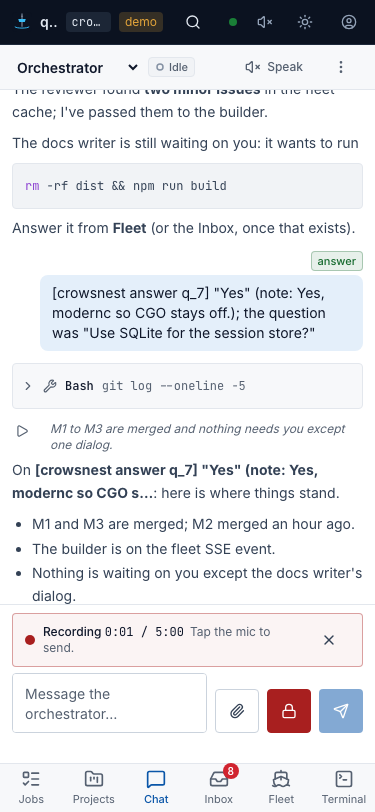 q.. cro... demo
Orchestrator Idle Speak
The reviewer found two minor issues in the fleet
cache; I've passed them to the builder.
The docs writer is still waiting on you: it wants to run
rm -rf dist && npm run build
Answer it from Fleet (or the Inbox, once that exists).
answer
[crowsnest answer q_7] "Yes" (note: Yes,
modernc so CGO stays off.); the question
was "Use SQLite for the session store?"
Bash git log --oneline -5
M1 to M3 are merged and nothing needs you except
one dialog.
On [crowsnest answer q_7] "Yes" (note: Yes,
modernc so CGO s...: here is where things stand.
• M1 and M3 are merged; M2 merged an hour ago.
• The builder is on the fleet SSE event.
• Nothing is waiting on you except the docs writer's
dialog.
Recording 0:01 / 5:00 Tap the mic to
send.
Message the
orchestrator...
8
Jobs Projects Chat Inbox Fleet Terminal